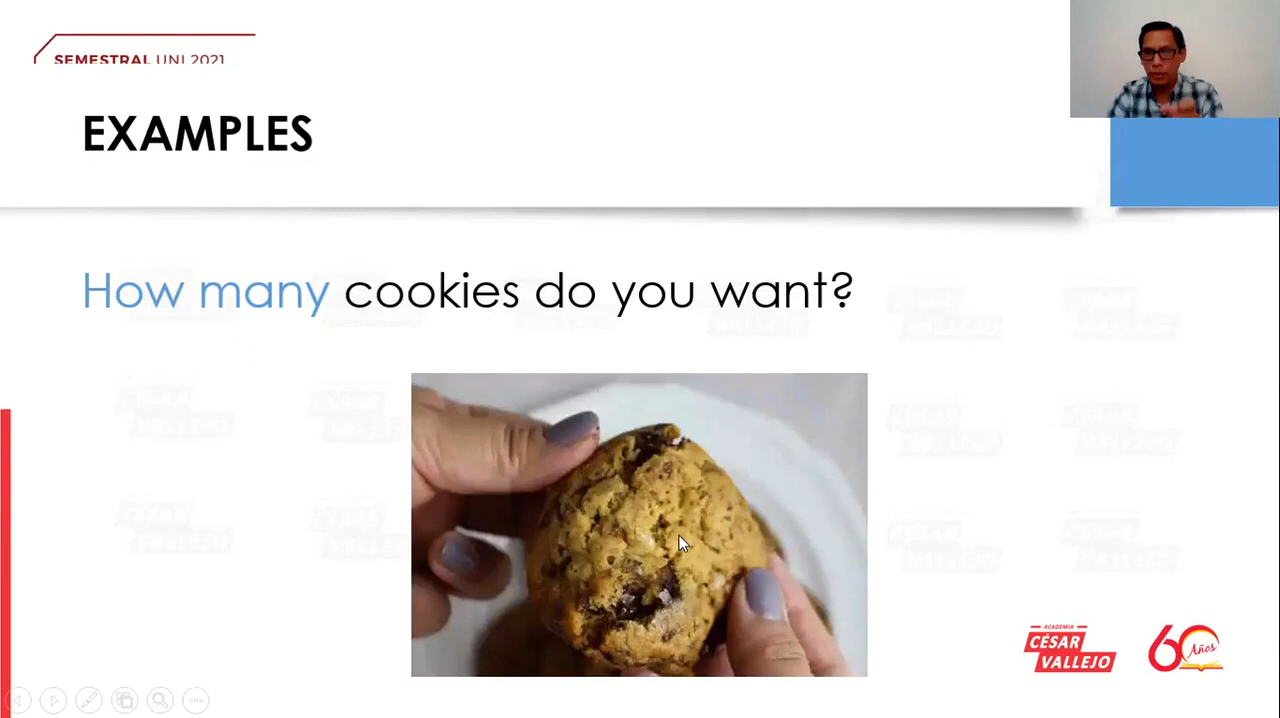 SEMESTRAL UNI 2021
EXAMPLES
How many cookies do you want?
ACADEMIA
CÉSAR
VALLEJO
60
Años